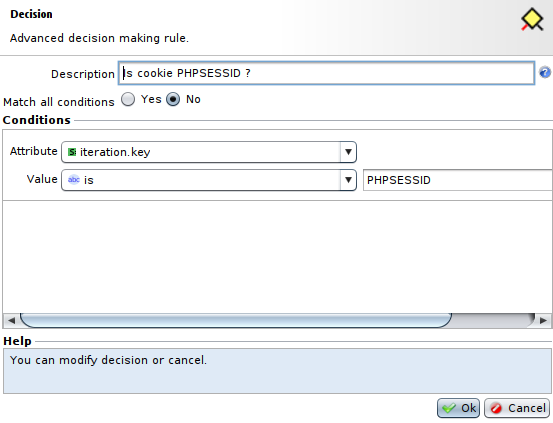 Decision
Advanced decision making rule.
Description Is cookie PHPSESSID ?
Match all conditions Yes No
Conditions
Attribute S iteration.key
Value abc is PHPSESSID
Help
You can modify decision or cancel.
Ok Cancel